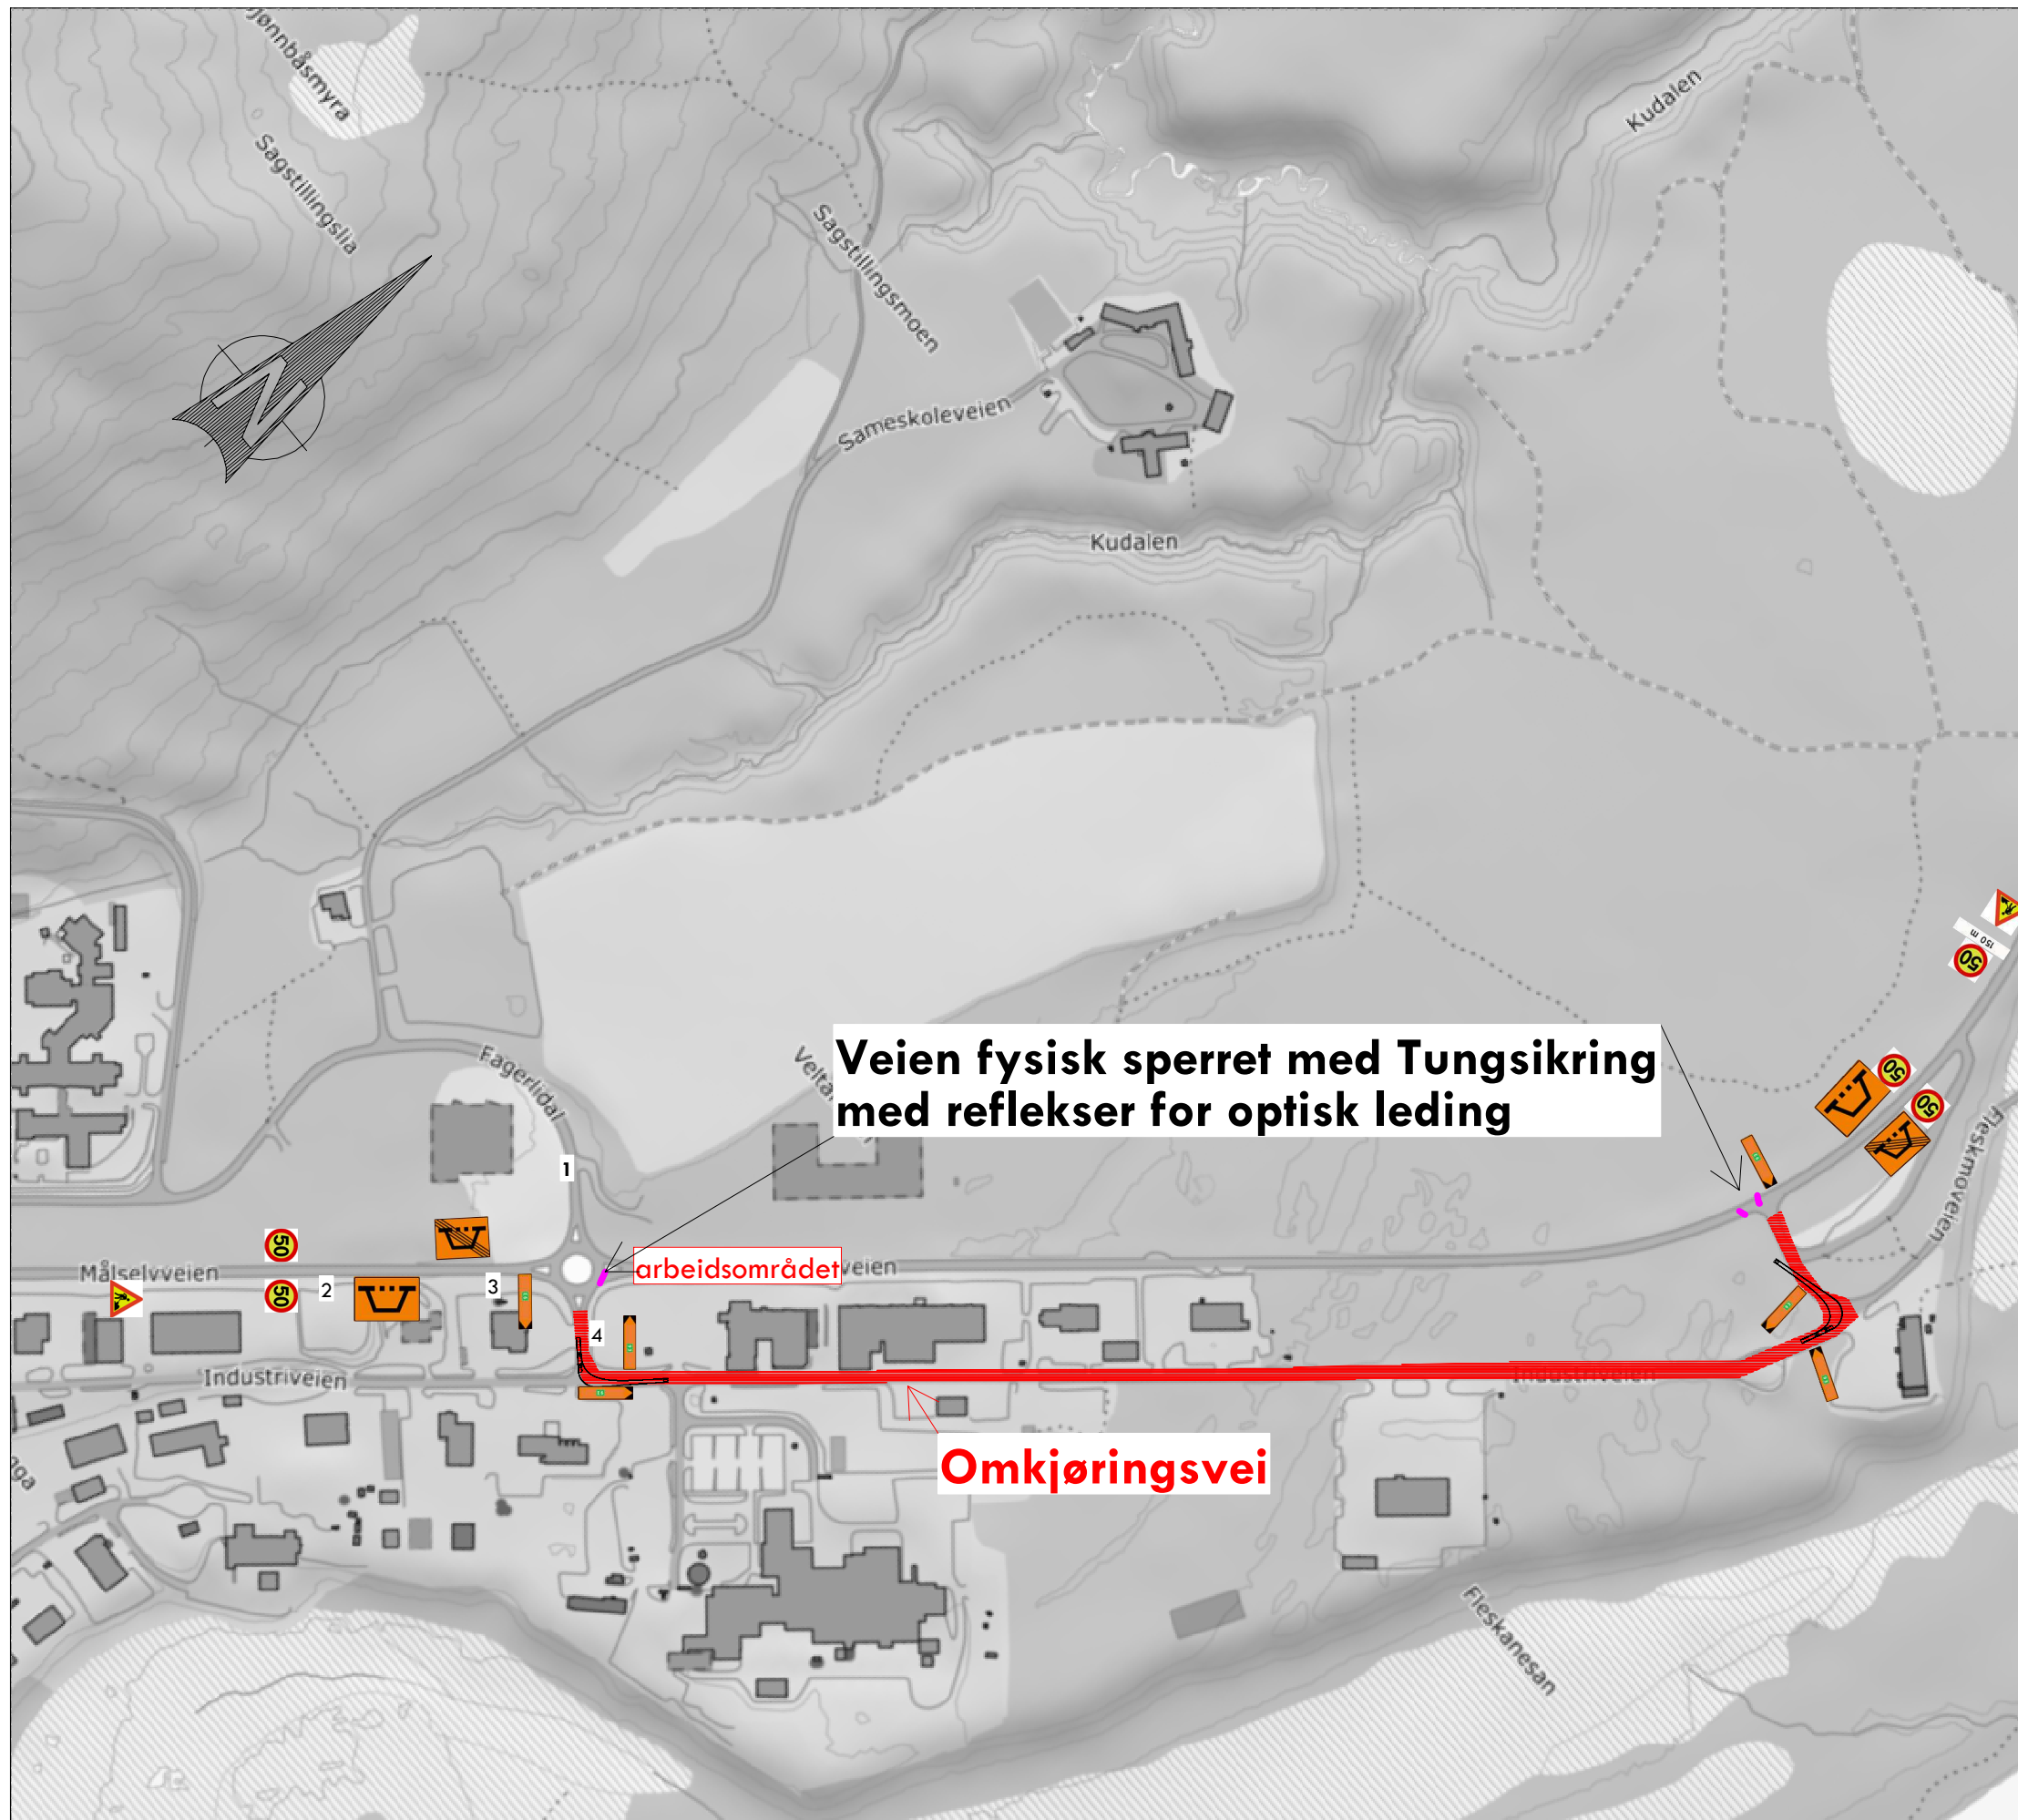 Sagstillingslia
Kudalen
Sagstillingsmoen
N
Sameskoleveien
Kudalen
150 m
50
Fagerlidal
Veien fysisk sperret med Tungsikring
med reflekser for optisk leding
50
50
Fleskmoveien
1
50
Målselvveien
arbeidsområdet
veien
50
2
3
4
Industriveien
Industriveien
Omkjøringsvei
Fleskanesan